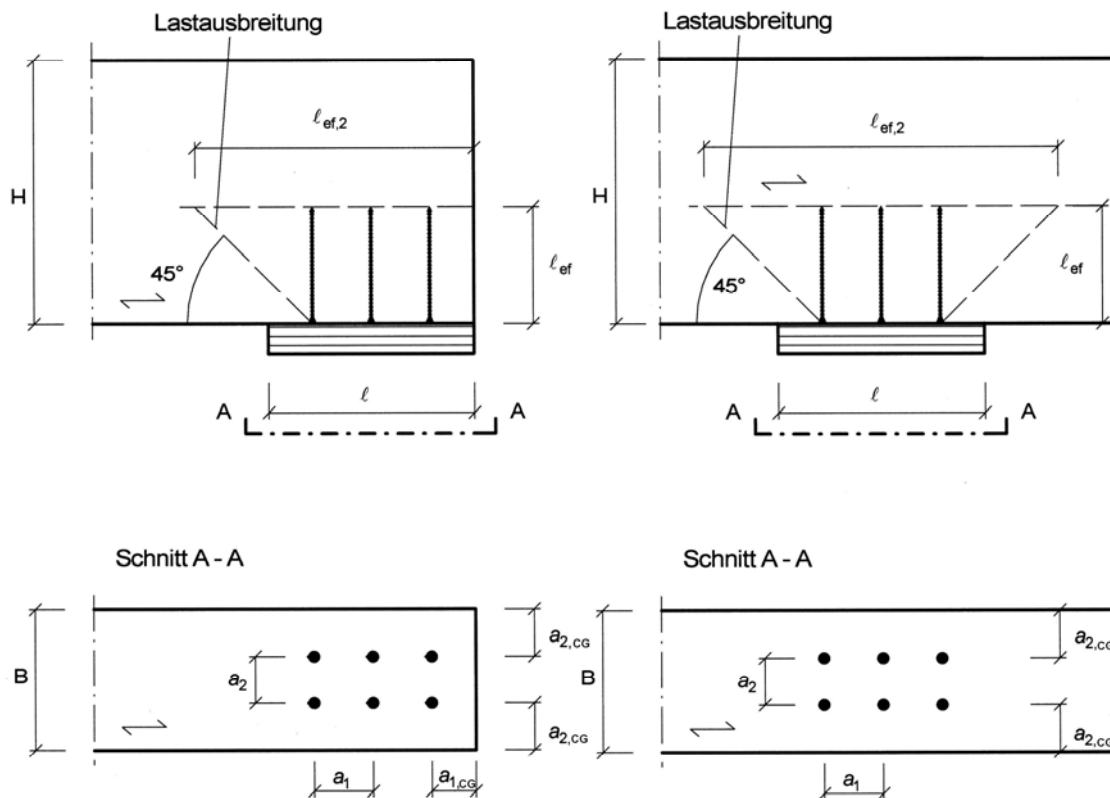 Lastausbreitung
ℓef,2
H
45°
ℓef
ℓ
A A
Schnitt A - A
B
a2
a2,CG
a2,CG
a1
a1,CG
Lastausbreitung
ℓef,2
H
45°
ℓef
ℓ
A A
Schnitt A - A
B
a2
a2,CG
a2,CG
a1